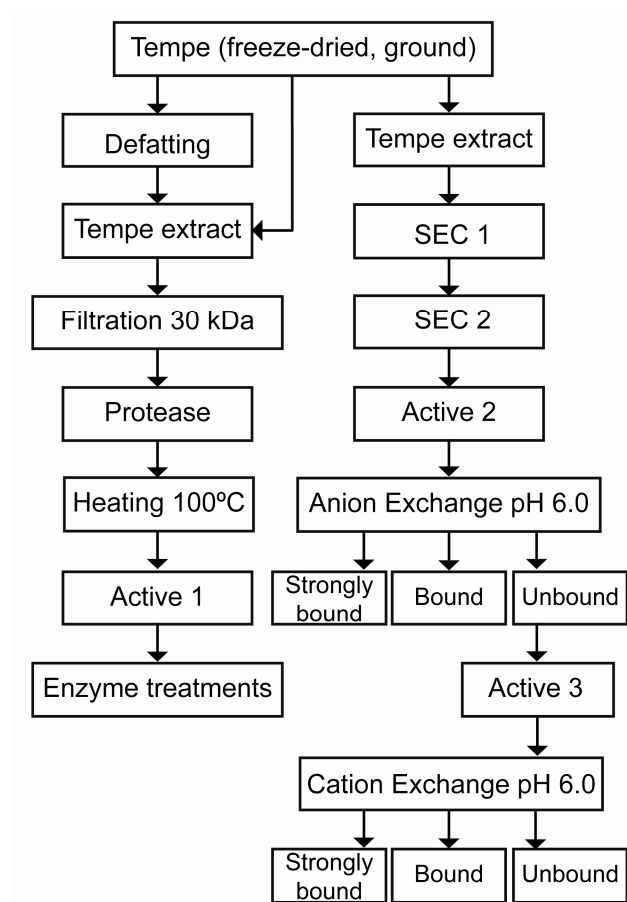 Tempe (freeze-dried, ground)
Defatting
Tempe extract
Tempe extract
SEC 1
Filtration 30 kDa
SEC 2
Protease
Active 2
Heating 100ºC
Anion Exchange pH 6.0
Active 1
Strongly
bound
Bound
Unbound
Enzyme treatments
Active 3
Cation Exchange pH 6.0
Strongly
bound
Bound
Unbound